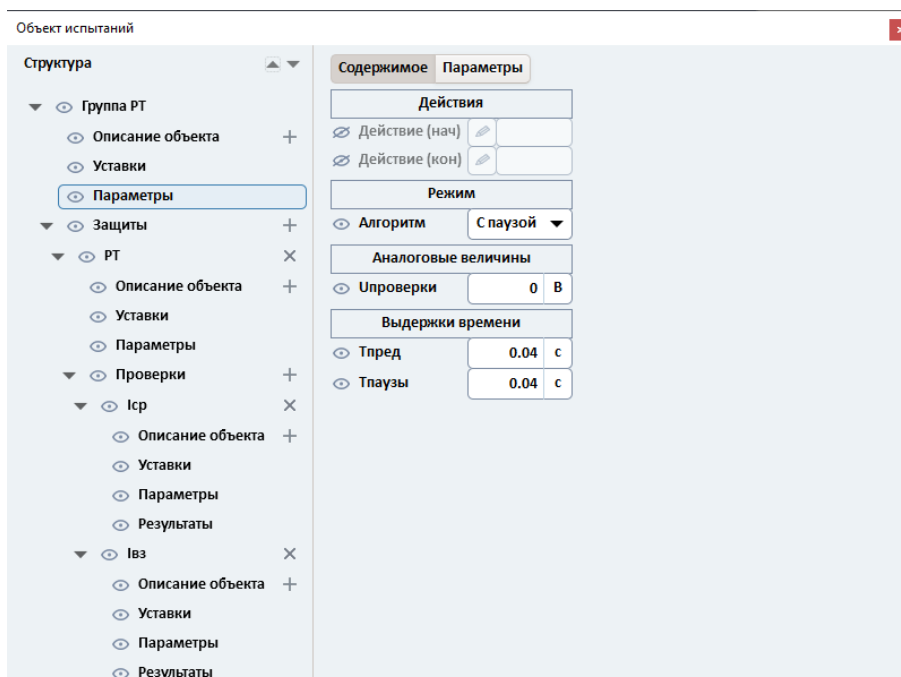 Объект испытаний
Структура
Группа РТ
Описание объекта
Уставки
Параметры
Защиты
РТ
Описание объекта
Уставки
Параметры
Проверки
Iср
Описание объекта
Уставки
Параметры
Результаты
Iвз
Описание объекта
Уставки
Параметры
Результаты
Содержимое Параметры
Действия
Действие (нач)
Действие (кон)
Режим
Алгоритм С паузой
Аналоговые величины
Uпроверки 0 В
Выдержки времени
Tпред 0.04 с
Tпаузы 0.04 с